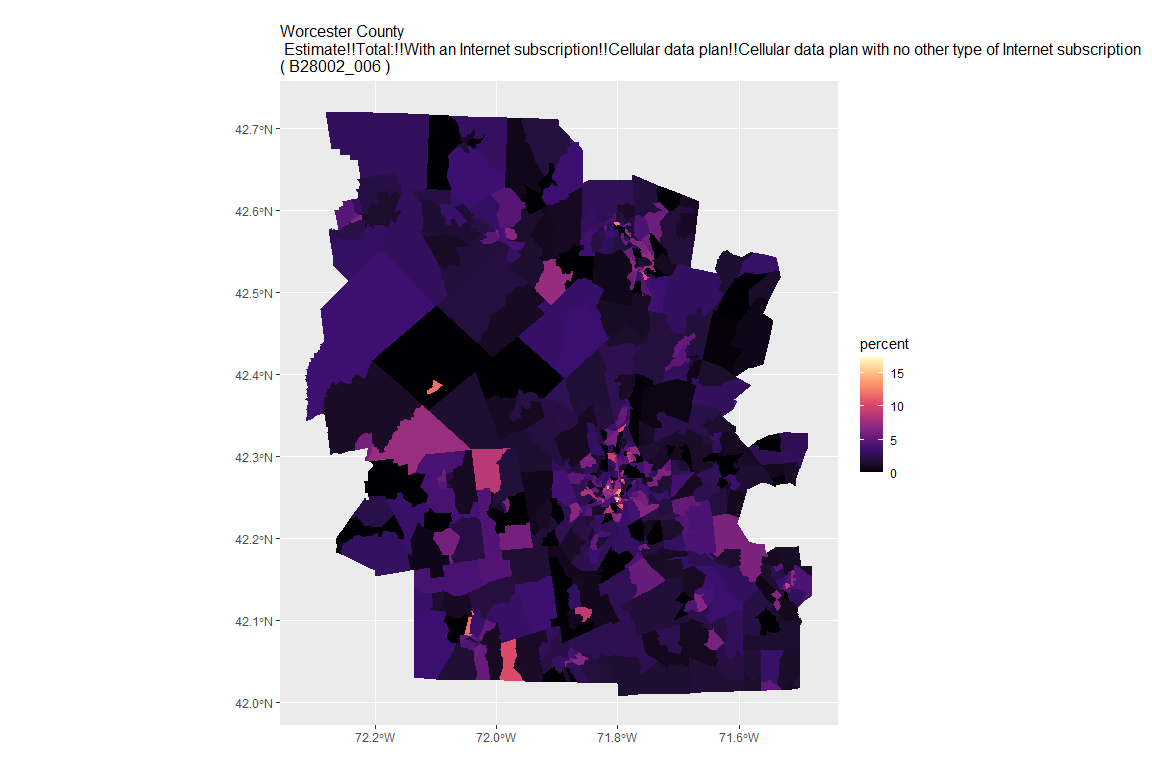 Worcester County
Estimate!!Total:!!With an Internet subscription!!Cellular data plan!!Cellular data plan with no other type of Internet subscription
( B28002_006 )
42.7°N
42.6°N
42.5°N
42.4°N
42.3°N
42.2°N
42.1°N
42.0°N
72.2°W
72.0°W
71.8°W
71.6°W
percent
15
10
5
0